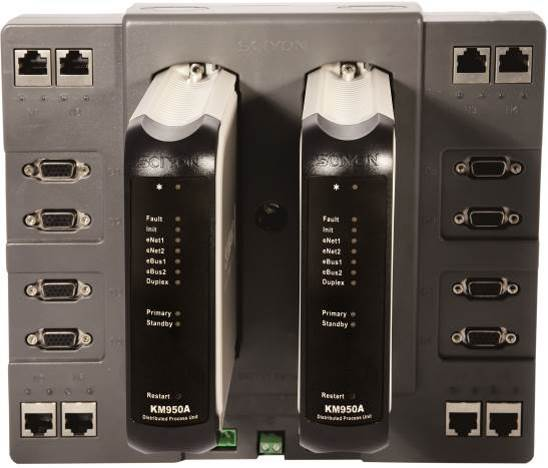 SCIYON
SCIYON
*
Fault
Init
eNet1
eNet2
eBus1
eBus2
Duplex
Primary
Standby
Restart
KM950A
Distributed Process Unit
SCIYON
*
Fault
Init
eNet1
eNet2
eBus1
eBus2
Duplex
Primary
Standby
Restart
KM950A
Distributed Process Unit